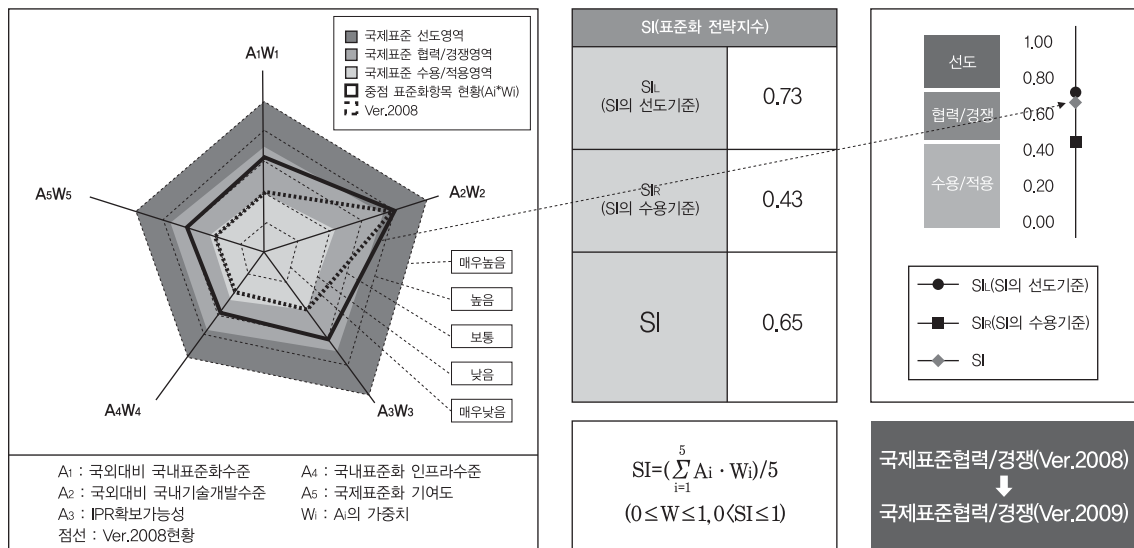 국제표준 선도영역
국제표준 협력/경쟁영역
국제표준 수용/적용영역
중점 표준화항목 현황(Ai*Wi)
Ver.2008
A1W1
A2W2
A3W3
A4W4
A5W5
매우높음
높음
보통
낮음
매우낮음
A1 : 국외대비 국내표준화수준
A2 : 국외대비 국내기술개발수준
A3 : IPR확보가능성
점선 : Ver.2008현황
A4 : 국내표준화 인프라수준
A5 : 국제표준화 기여도
Wi : Ai의 가중치
SI(표준화 전략지수)
SIL
(SI의 선도기준)
0.73
SIR
(SI의 수용기준)
0.43
SI
0.65
SI=(∑ Ai · Wi)/5
5
i=1
(0≤W≤1, 0<SI≤1)
선도
협력/경쟁
수용/적용
1.00
0.80
0.60
0.40
0.20
0.00
SIL(SI의 선도기준)
SIR(SI의 수용기준)
SI
국제표준협력/경쟁(Ver.2008)
국제표준협력/경쟁(Ver.2009)